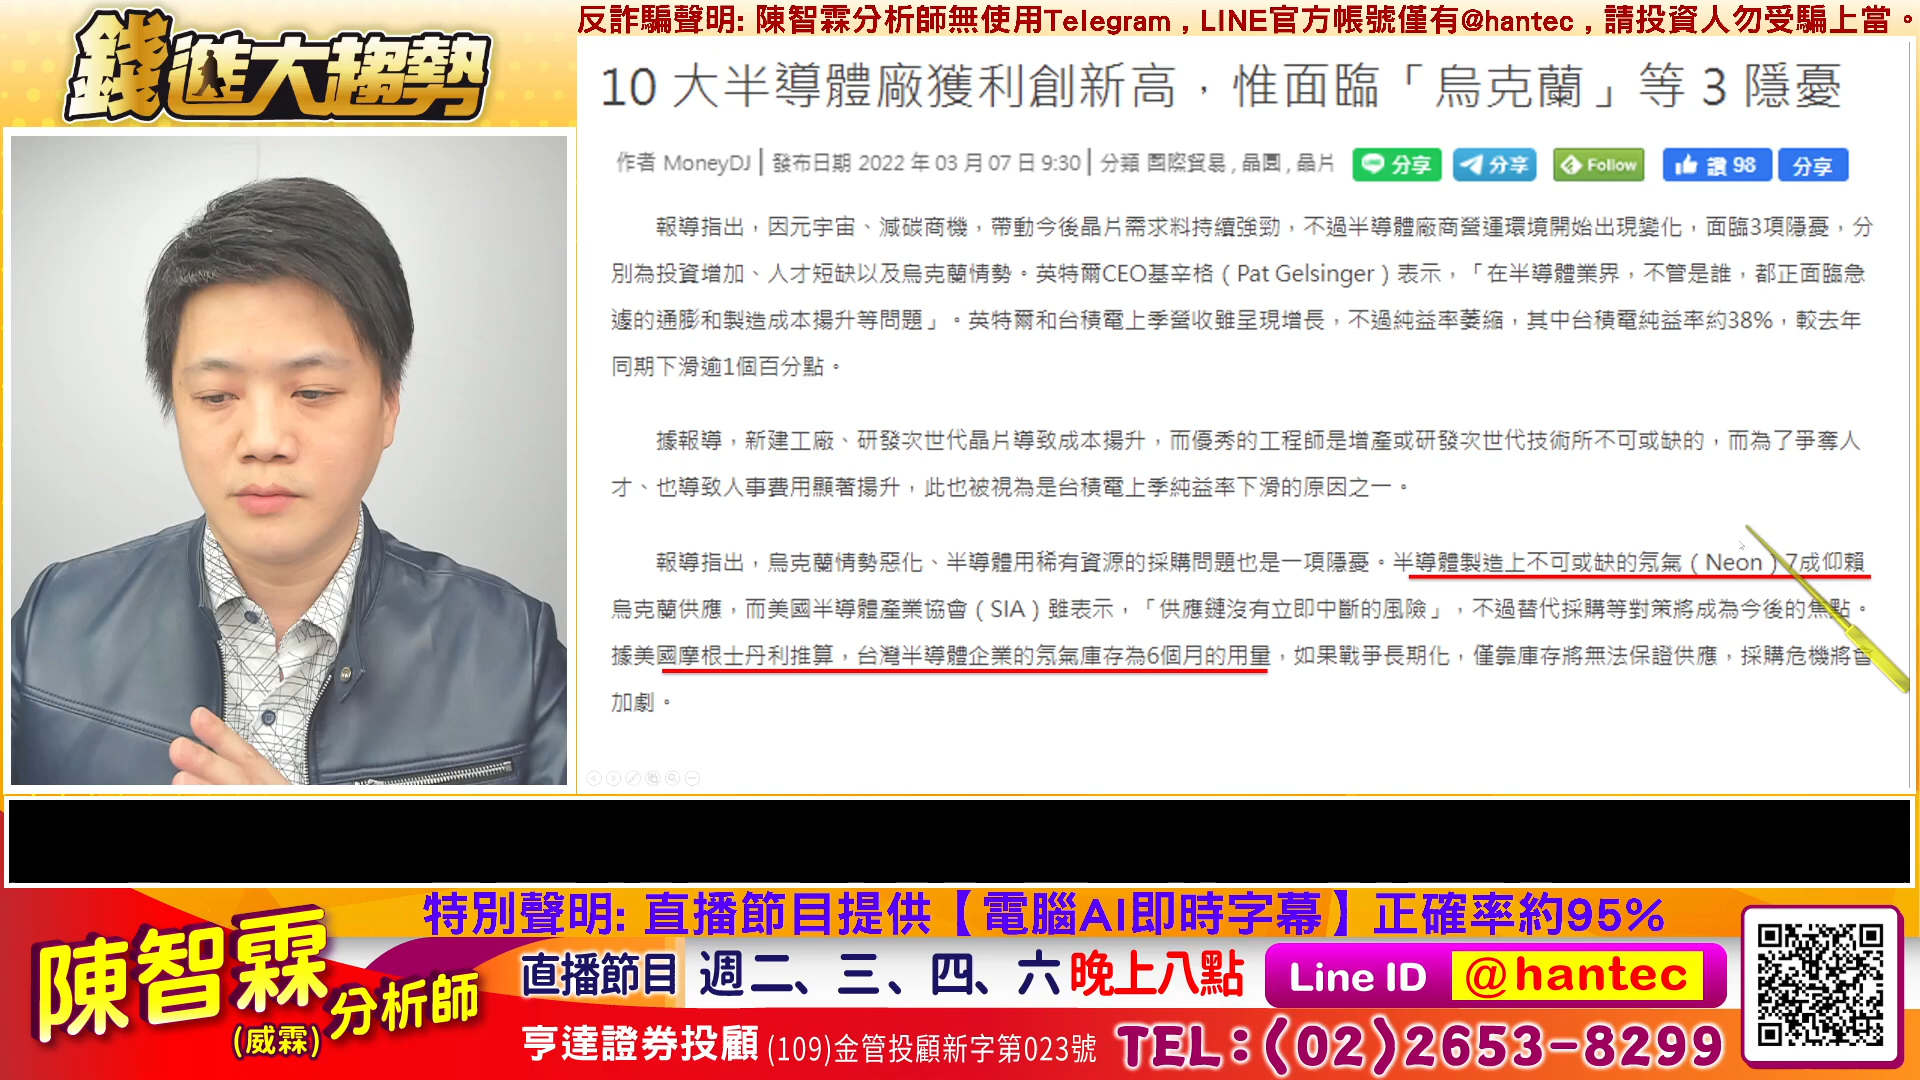 反詐騙聲明: 陳智霖分析師無使用Telegram , LINE官方帳號僅有@hantec , 請投資人勿受騙上當。
錢進大趨勢
10 大半導體廠獲利創新高，惟面臨「烏克蘭」等 3 隱憂
作者 MoneyDJ | 發布日期 2022 年 03 月 07 日 9:30 | 分類 國際貿易 , 晶圓 , 晶片 分享 分享 Follow 讚 98 分享
報導指出，因元宇宙、減碳商機，帶動今後晶片需求料持續強勁，不過半導體廠商營運環境開始出現變化，面臨3項隱憂，分
別為投資增加、人才短缺以及烏克蘭情勢。英特爾CEO基辛格（Pat Gelsinger）表示，「在半導體業界，不管是誰，都正面臨急
遽的通膨和製造成本揚升等問題」。英特爾和台積電上季營收雖呈現增長，不過純益率萎縮，其中台積電純益率約38%，較去年
同期下滑逾1個百分點。
據報導，新建工廠、研發次世代晶片導致成本揚升，而優秀的工程師是增產或研發次世代技術所不可或缺的，而為了爭奪人
才、也導致人事費用顯著揚升，此也被視為是台積電上季純益率下滑的原因之一。
報導指出，烏克蘭情勢惡化、半導體用稀有資源的採購問題也是一項隱憂。半導體製造上不可或缺的氖氣（Neon）7成仰賴
烏克蘭供應，而美國半導體產業協會（SIA）雖表示，「供應鏈沒有立即中斷的風險」，不過替代採購等對策將成為今後的焦點。
據美國摩根士丹利推算，台灣半導體企業的氖氣庫存為6個月的用量，如果戰爭長期化，僅靠庫存將無法保證供應，採購危機將會
加劇。
特別聲明: 直播節目提供【電腦AI即時字幕】正確率約95%
陳智霖 分析師
(威霖)
直播節目 週二、三、四、六 晚上八點
Line ID @hantec
亨達證券投顧 (109)金管投顧新字第023號 TEL:(02)2653-8299